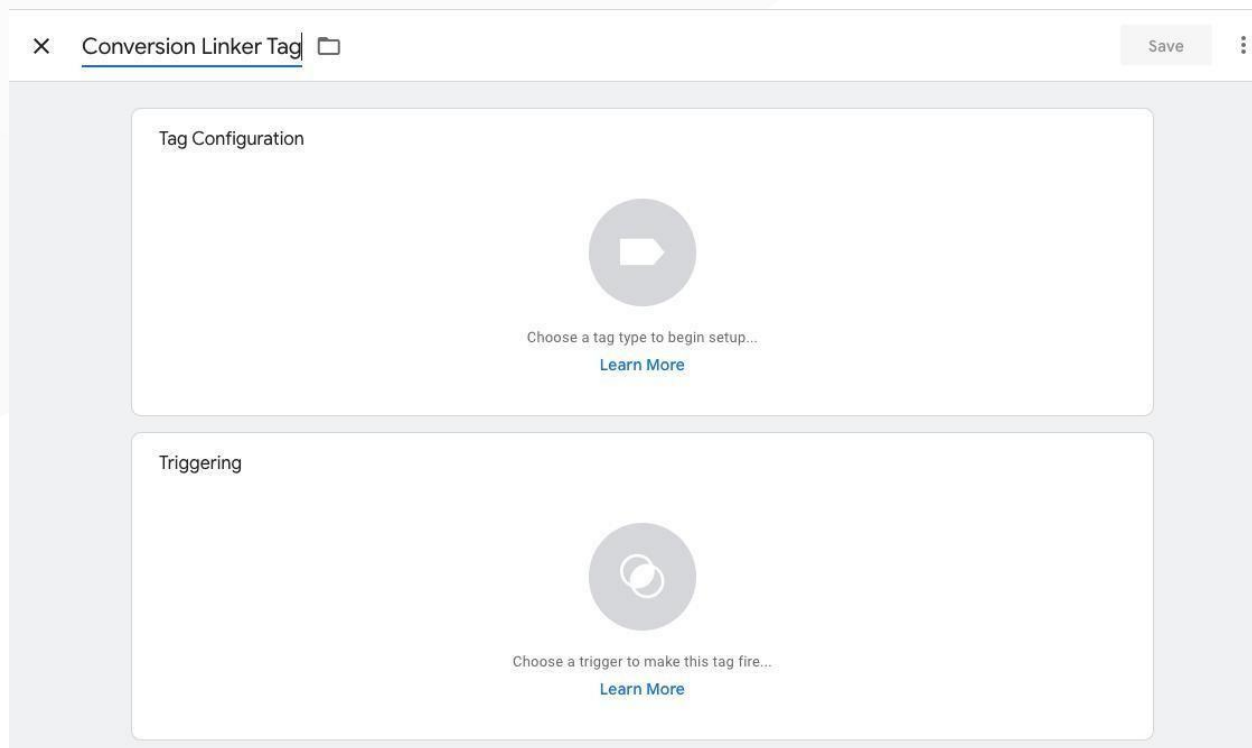 Conversion Linker Tag
Save
Tag Configuration
Choose a tag type to begin setup...
Learn More
Triggering
Choose a trigger to make this tag fire...
Learn More